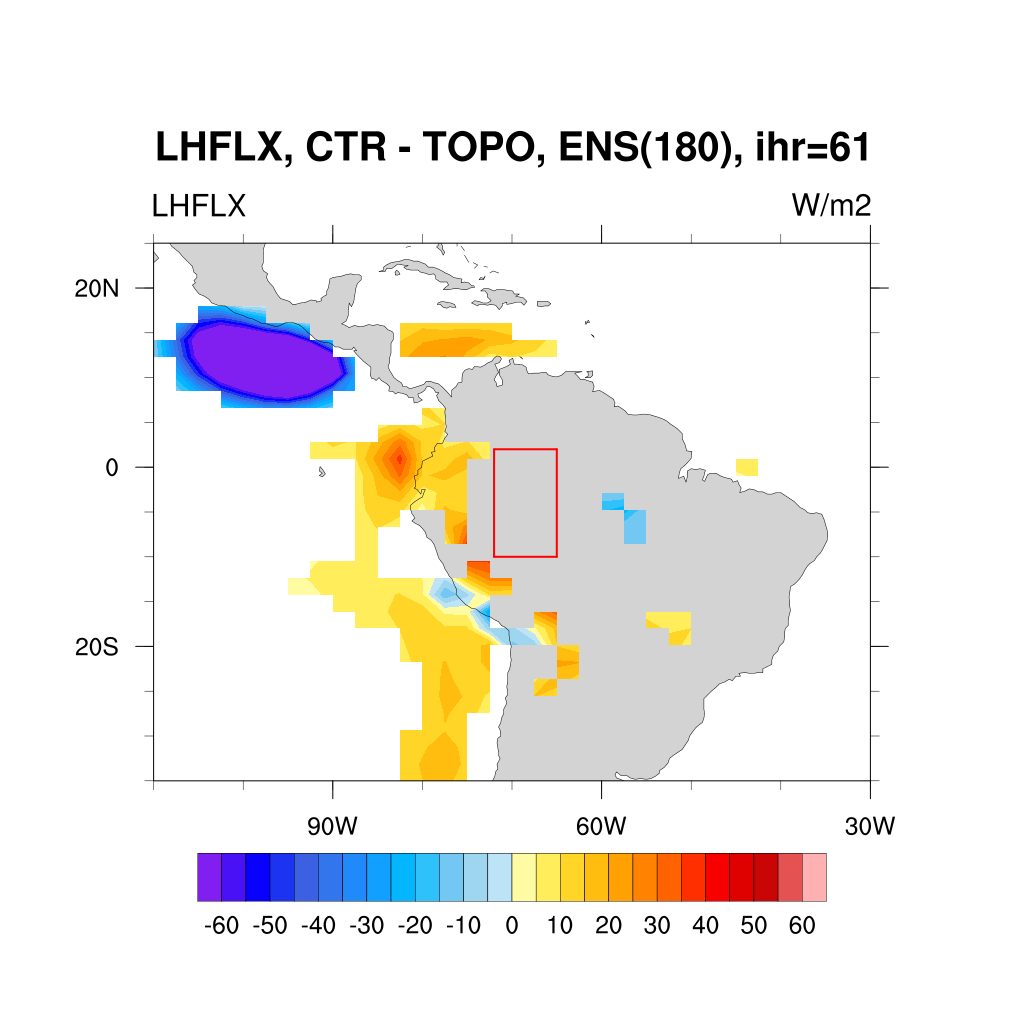 LHFLX, CTR - TOPO, ENS(180), ihr=61
LHFLX W/m2
20N
0
20S
90W 60W 30W
-60 -50 -40 -30 -20 -10 0 10 20 30 40 50 60